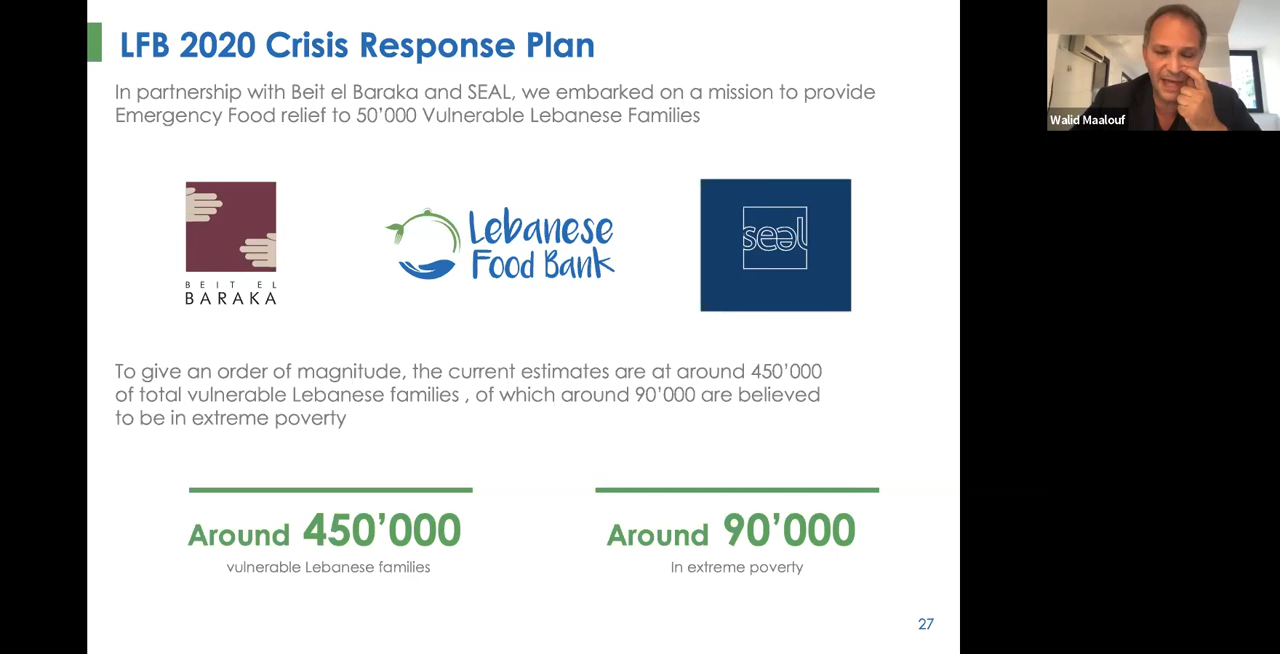 LFB 2020 Crisis Response Plan
In partnership with Beit el Baraka and SEAL, we embarked on a mission to provide
Emergency Food relief to 50’000 Vulnerable Lebanese Families
BEIT EL
BARAKA
Lebanese
Food Bank
seal
To give an order of magnitude, the current estimates are at around 450’000
of total vulnerable Lebanese families , of which around 90’000 are believed
to be in extreme poverty
Around 450’000
vulnerable Lebanese families
Around 90’000
In extreme poverty
27
Walid Maalouf